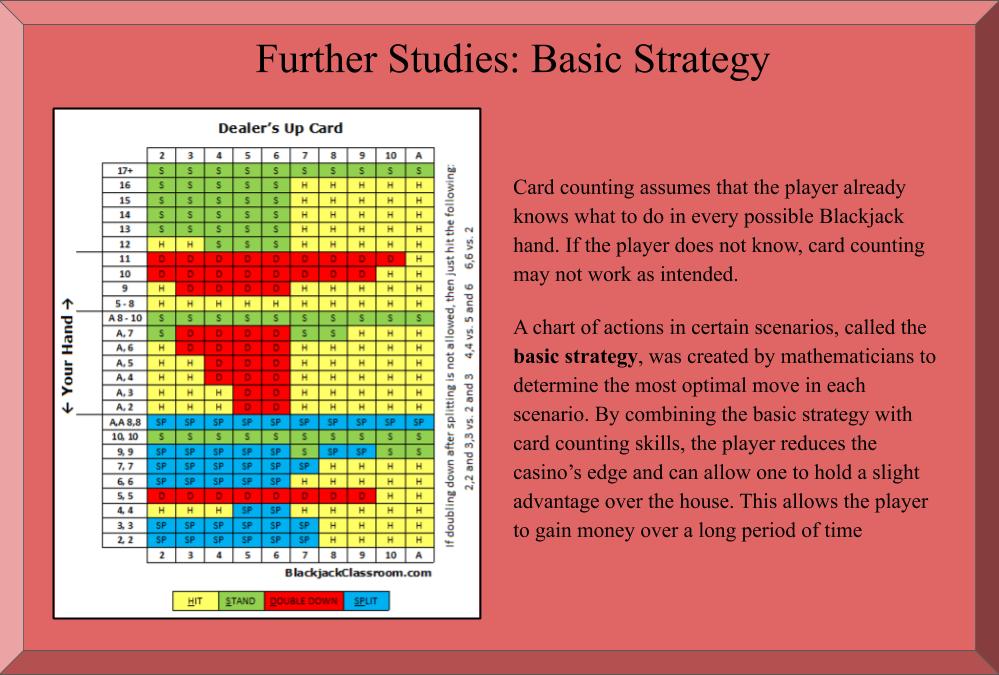 Further Studies: Basic Strategy
Dealer's Up Card
2 3 4 5 6 7 8 9 10 A
17+ S S S S S S S S S S
16 S S S S S H H H H H
15 S S S S S H H H H H
14 S S S S S H H H H H
13 S S S S S H H H H H
12 H H S S S H H H H H
11 D D D D D D D D D H
10 D D D D D D D D H H
9 H D D D D H H H H H
5 - 8 H H H H H H H H H H
A 8 - 10 S S S S S S S S S S
A, 7 S D D D D S S H H H
A, 6 H D D D D H H H H H
A, 5 H H D D D H H H H H
A, 4 H H D D D H H H H H
A, 3 H H H D D H H H H H
A, 2 H H H D D H H H H H
A,A 8,8 SP SP SP SP SP SP SP SP SP SP
10, 10 S S S S S S S S S S
9, 9 SP SP SP SP SP S SP SP S S
7, 7 SP SP SP SP SP SP H H H H
6, 6 SP SP SP SP SP H H H H H
5, 5 D D D D D D D D H H
4, 4 H H H SP SP H H H H H
3, 3 SP SP SP SP SP SP H H H H
2, 2 SP SP SP SP SP SP H H H H
2 3 4 5 6 7 8 9 10 A
← Your Hand →
If doubling down after splitting is not allowed, then just hit the following:
2,2 and 3,3 vs. 2 and 3 4,4 vs. 5 and 6 6,6 vs. 2
BlackjackClassroom.com
HIT STAND DOUBLE DOWN SPLIT
Card counting assumes that the player already
knows what to do in every possible Blackjack
hand. If the player does not know, card counting
may not work as intended.
A chart of actions in certain scenarios, called the
basic strategy, was created by mathematicians to
determine the most optimal move in each
scenario. By combining the basic strategy with
card counting skills, the player reduces the
casino's edge and can allow one to hold a slight
advantage over the house. This allows the player
to gain money over a long period of time